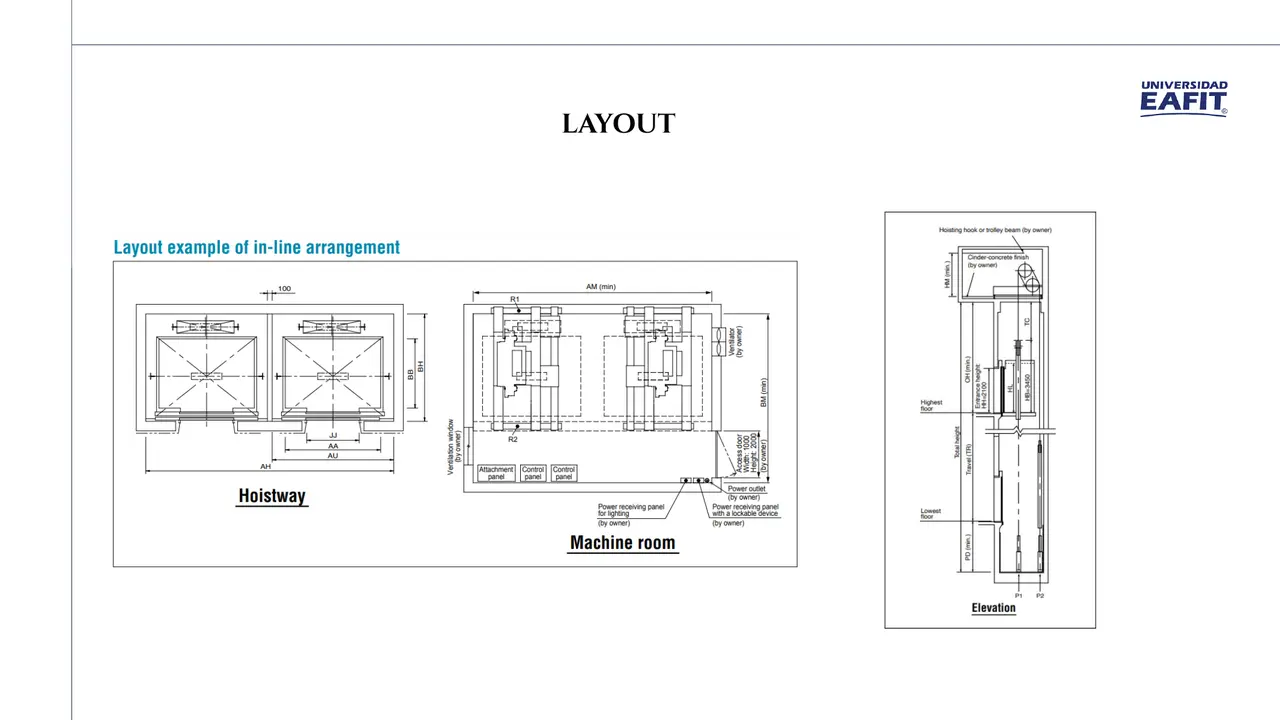 UNIVERSIDAD
EAFIT®
LAYOUT
Layout example of in-line arrangement
100
BB
BH
JJ
AA
AU
AH
Hoistway
AM (min)
R1
Ventilator
(by owner)
BM (min)
R2
Ventilation window
(by owner)
Access door
Width: 1000
Height: 2000
(by owner)
Attachment
panel
Control
panel
Control
panel
Power outlet
(by owner)
Power receiving panel
for lighting
(by owner)
Power receiving panel
with a lockable device
(by owner)
Machine room
Hoisting hook or trolley beam (by owner)
Cinder-concrete finish
(by owner)
HM (min.)
TC
OH (min.)
Entrance height:
HH=2100
HL
HB= 3450
Highest
floor
Total height
Travel (TR)
Lowest
floor
PD (min.)
P1
P2
Elevation